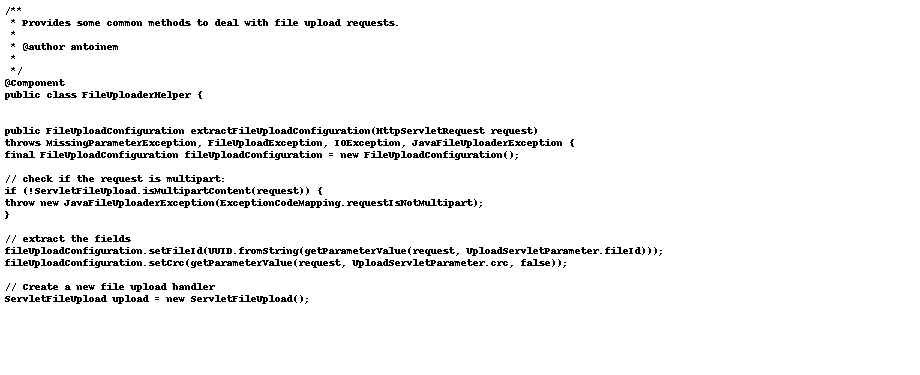 /**
 * Provides some common methods to deal with file upload requests.
 *
 * @author antoinem
 *
 */
@Component
public class FileUploaderHelper {
public FileUploadConfiguration extractFileUploadConfiguration(HttpServletRequest request)
throws MissingParameterException, FileUploadException, IOException, JavaFileUploaderException {
final FileUploadConfiguration fileUploadConfiguration = new FileUploadConfiguration();
// check if the request is multipart:
if (!ServletFileUpload.isMultipartContent(request)) {
throw new JavaFileUploaderException(ExceptionCodeMapping.requestIsNotMultipart);
}
// extract the fields
fileUploadConfiguration.setFileId(UUID.fromString(getParameterValue(request, UploadServletParameter.fileId)));
fileUploadConfiguration.setCrc(getParameterValue(request, UploadServletParameter.crc, false));
// Create a new file upload handler
ServletFileUpload upload = new ServletFileUpload();